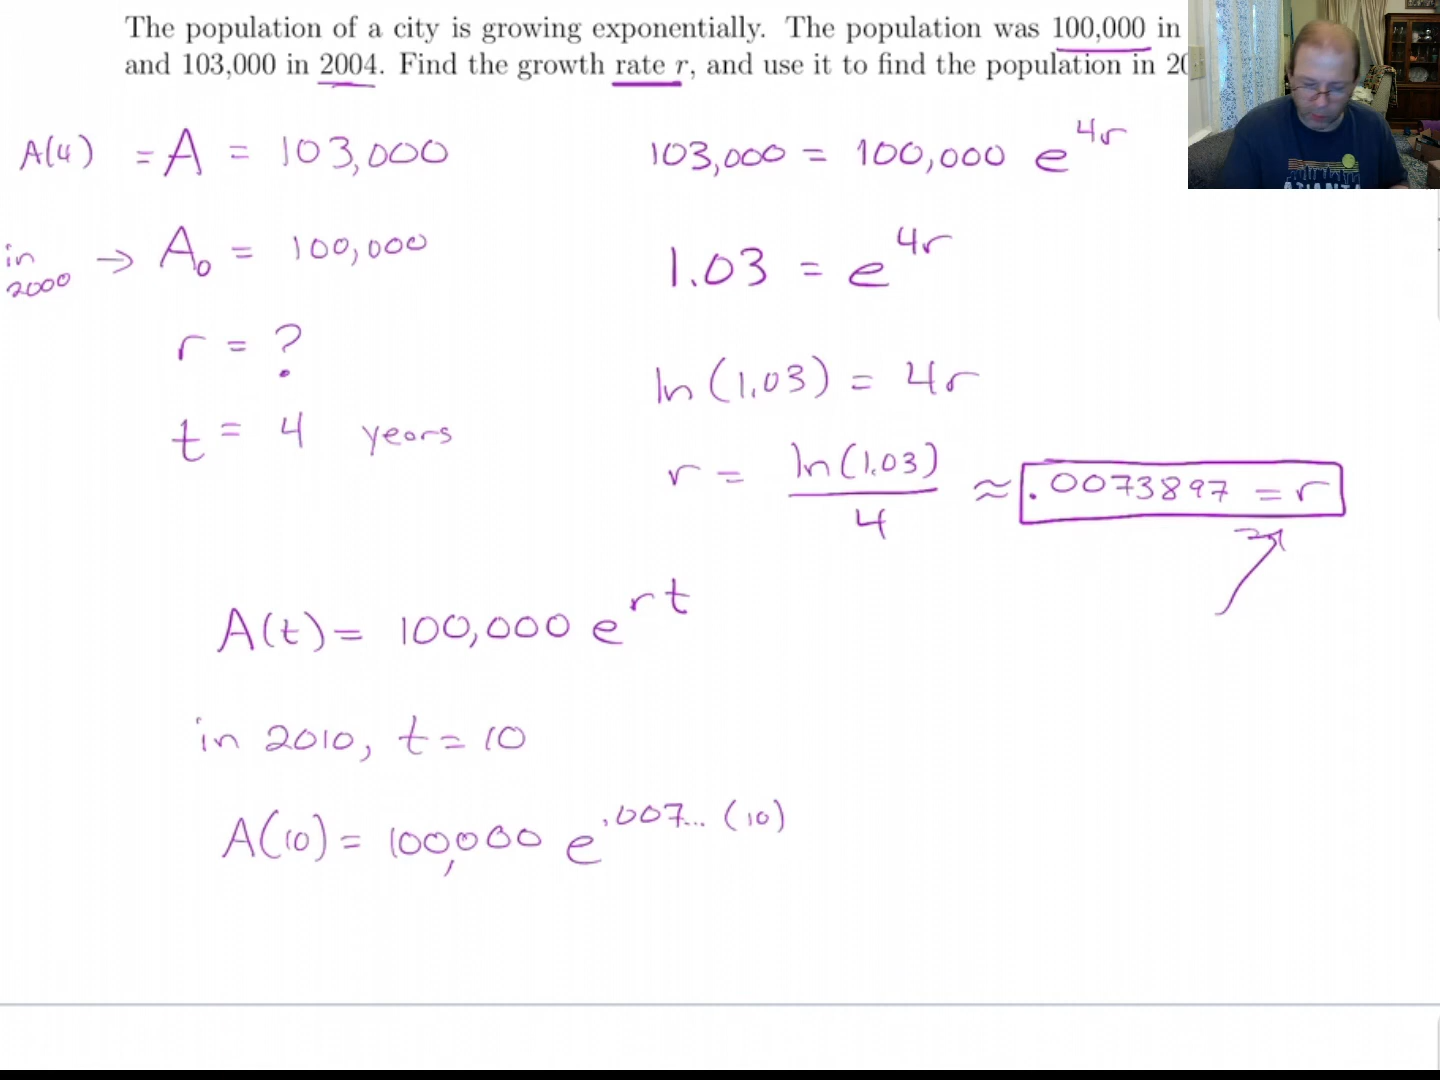 The population of a city is growing exponentially. The population was 100,000 in
and 103,000 in 2004. Find the growth rate r, and use it to find the population in 20
A(4) = A = 103,000
in 2000 → A₀ = 100,000
r = ?
t = 4 years
103,000 = 100,000 e^{4r}
1.03 = e^{4r}
ln(1.03) = 4r
r = ln(1.03)/4 ≈ .0073897 = r
A(t) = 100,000 e^{rt}
in 2010, t = 10
A(10) = 100,000 e^{.007... (10)}